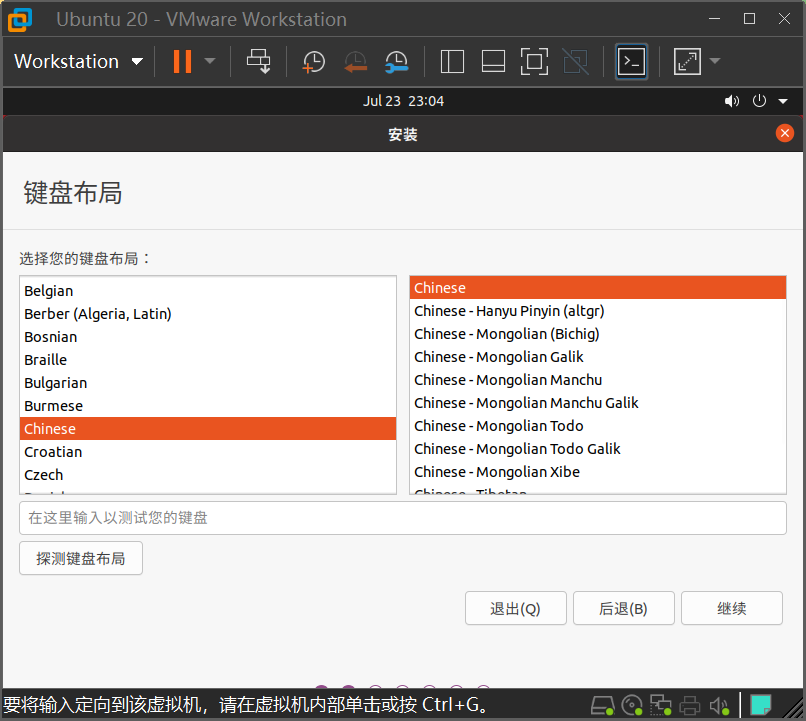 Ubuntu 20 - VMware Workstation
Workstation
Jul 23 23:04
安装
键盘布局
选择您的键盘布局：
Belgian
Berber (Algeria, Latin)
Bosnian
Braille
Bulgarian
Burmese
Chinese
Croatian
Czech
Chinese
Chinese - Hanyu Pinyin (altgr)
Chinese - Mongolian (Bichig)
Chinese - Mongolian Galik
Chinese - Mongolian Manchu
Chinese - Mongolian Manchu Galik
Chinese - Mongolian Todo
Chinese - Mongolian Todo Galik
Chinese - Mongolian Xibe
Chinese - Tibetan
在这里输入以测试您的键盘
探测键盘布局
退出(Q) 后退(B) 继续
要将输入定向到该虚拟机，请在虚拟机内部单击或按 Ctrl+G。